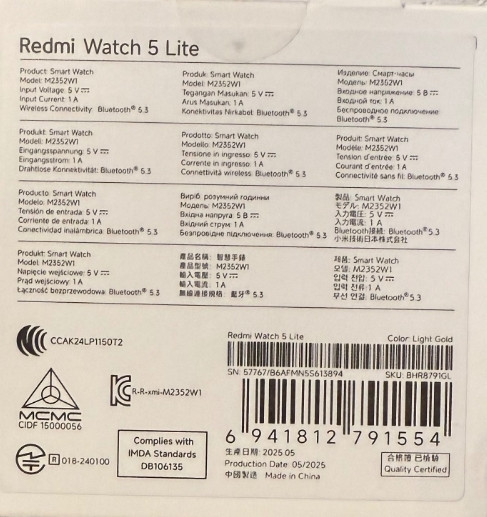 Redmi Watch 5 Lite
Product: Smart Watch
Model: M2352W1
Input Voltage: 5 V⎓
Input Current: 1 A
Wireless Connectivity: Bluetooth® 5.3
Produk: Smart Watch
Model: M2352W1
Tegangan Masukan: 5 V⎓
Arus Masukan: 1 A
Konektivitas Nirkabel: Bluetooth® 5.3
Изделие: Смарт-часы
Модель: M2352W1
Входное напряжение: 5 В⎓
Входной ток: 1 А
Беспроводное подключение:
Bluetooth® 5.3
Produkt: Smart Watch
Modell: M2352W1
Eingangsspannung: 5 V⎓
Eingangsstrom: 1 A
Drahtlose Konnektivität: Bluetooth® 5.3
Prodotto: Smart Watch
Modello: M2352W1
Tensione in ingresso: 5 V⎓
Corrente in ingresso: 1 A
Connettività wireless: Bluetooth® 5.3
Produit: Smart Watch
Modèle: M2352W1
Tension d'entrée: 5 V⎓
Courant d'entrée: 1 A
Connectivité sans fil: Bluetooth® 5.3
Producto: Smart Watch
Modelo: M2352W1
Tensión de entrada: 5 V⎓
Corriente de entrada: 1 A
Conectividad inalámbrica: Bluetooth® 5.3
Виріб: розумний годинник
Модель: M2352W1
Вхідна напруга: 5 В⎓
Вхідний струм: 1 А
Безпровідне підключення: Bluetooth® 5.3
製品: Smart Watch
モデル: M2352W1
入力電圧: 5 V⎓
入力電流: 1 A
Bluetooth接続: Bluetooth® 5.3
小米技術日本株式会社
Produkt: Smart Watch
Model: M2352W1
Napięcie wejściowe: 5 V⎓
Prąd wejściowy: 1 A
Łączność bezprzewodowa: Bluetooth® 5.3
產品名稱: 智慧手錶
產品型號: M2352W1
輸入電壓: 5 V⎓
輸入電流: 1 A
無線連接規格: 藍牙® 5.3
제품: Smart Watch
모델: M2352W1
입력 전압: 5 V⎓
입력 전류: 1 A
무선 연결: Bluetooth® 5.3
CCAK24LP1150T2
MCMC
CIDF 15000056
R-R-xmi-M2352W1
R 018-240100
Complies with
IMDA Standards
DB106135
Redmi Watch 5 Lite Color: Light Gold
SN: 57767/B6AFMN5S613894 SKU: BHR8791GL
6 941812 791554
生產日期: 2025.05
Production Date: 05/2025
中國製造 Made in China
合格證 已檢驗
Quality Certified